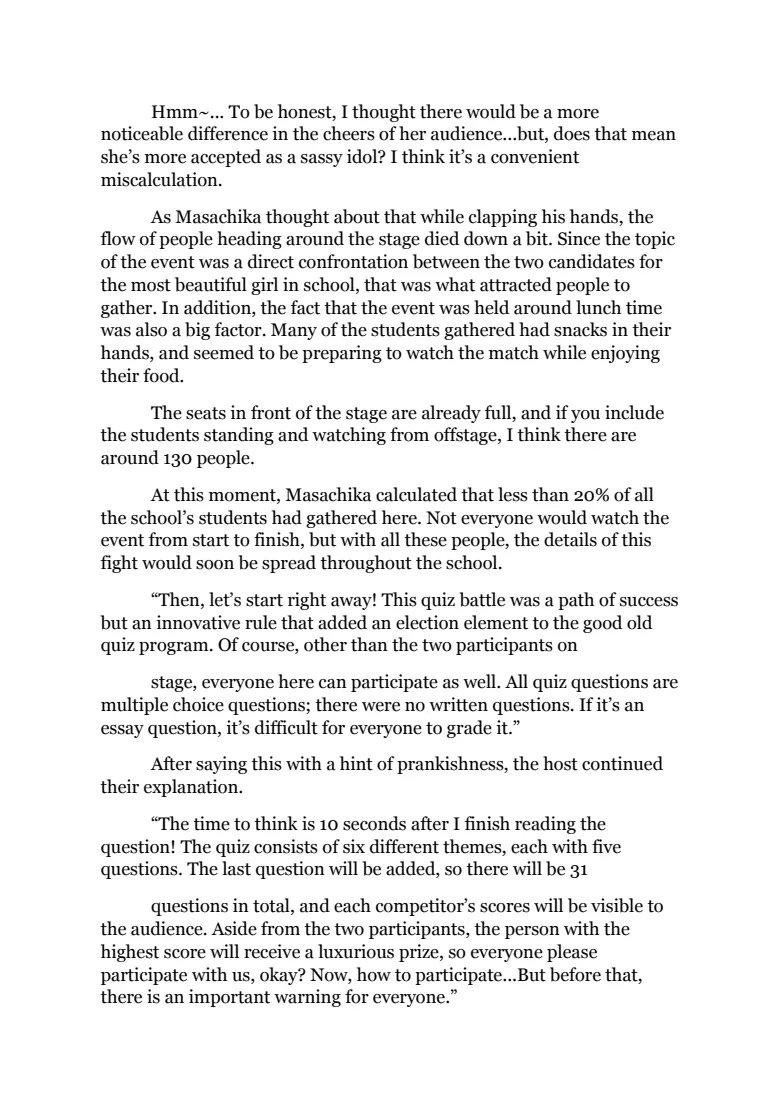 Hmm~... To be honest, I thought there would be a more
noticeable difference in the cheers of her audience...but, does that mean
she’s more accepted as a sassy idol? I think it’s a convenient
miscalculation.
As Masachika thought about that while clapping his hands, the
flow of people heading around the stage died down a bit. Since the topic
of the event was a direct confrontation between the two candidates for
the most beautiful girl in school, that was what attracted people to
gather. In addition, the fact that the event was held around lunch time
was also a big factor. Many of the students gathered had snacks in their
hands, and seemed to be preparing to watch the match while enjoying
their food.
The seats in front of the stage are already full, and if you include
the students standing and watching from offstage, I think there are
around 130 people.
At this moment, Masachika calculated that less than 20% of all
the school’s students had gathered here. Not everyone would watch the
event from start to finish, but with all these people, the details of this
fight would soon be spread throughout the school.
“Then, let’s start right away! This quiz battle was a path of success
but an innovative rule that added an election element to the good old
quiz program. Of course, other than the two participants on
stage, everyone here can participate as well. All quiz questions are
multiple choice questions; there were no written questions. If it’s an
essay question, it’s difficult for everyone to grade it.”
After saying this with a hint of prankishness, the host continued
their explanation.
“The time to think is 10 seconds after I finish reading the
question! The quiz consists of six different themes, each with five
questions. The last question will be added, so there will be 31
questions in total, and each competitor’s scores will be visible to
the audience. Aside from the two participants, the person with the
highest score will receive a luxurious prize, so everyone please
participate with us, okay? Now, how to participate...But before that,
there is an important warning for everyone.”